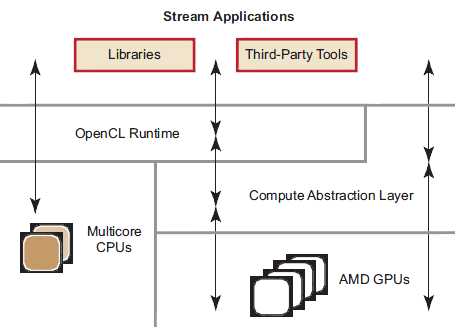 Stream Applications
Libraries
Third-Party Tools
OpenCL Runtime
Compute Abstraction Layer
Multicore
CPUs
AMD GPUs